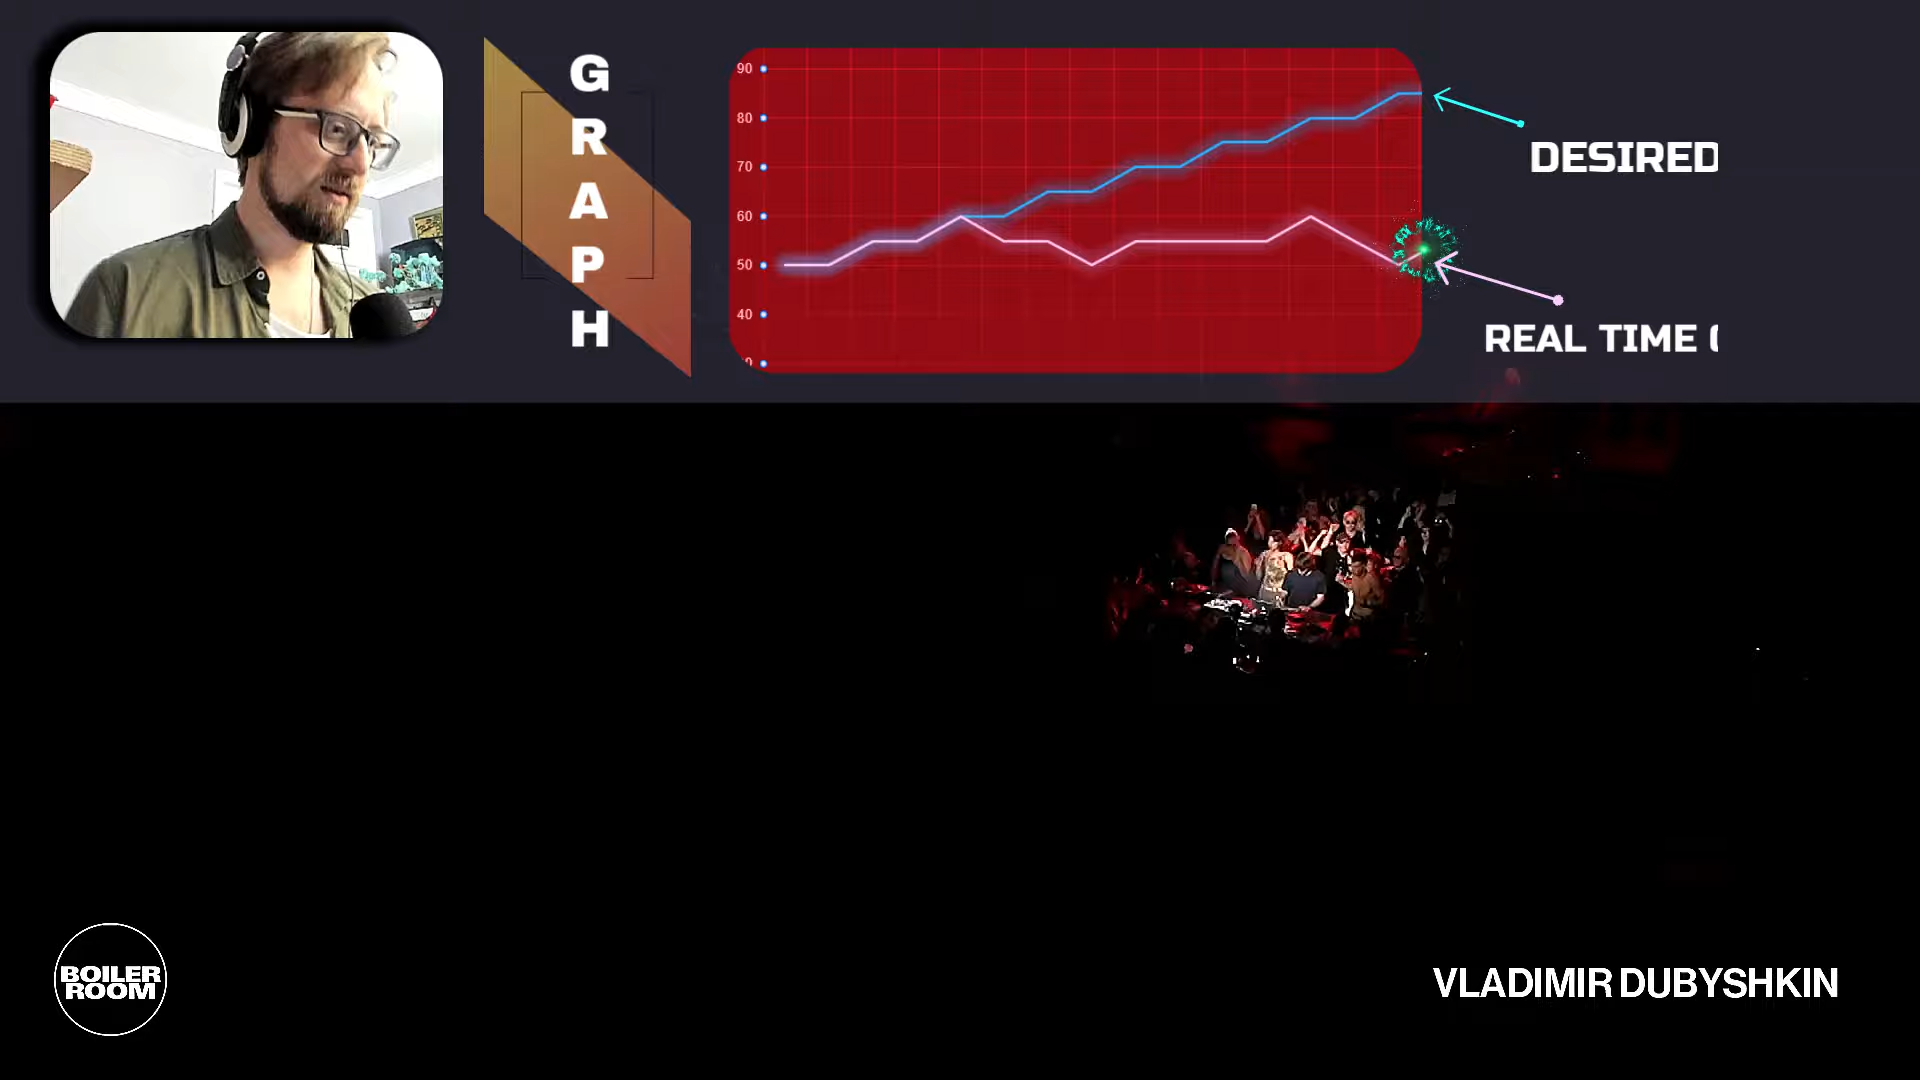 G
R
A
P
H
90
80
70
60
50
40
DESIRED
REAL TIME
BOILER
ROOM
VLADIMIR DUBYSHKIN